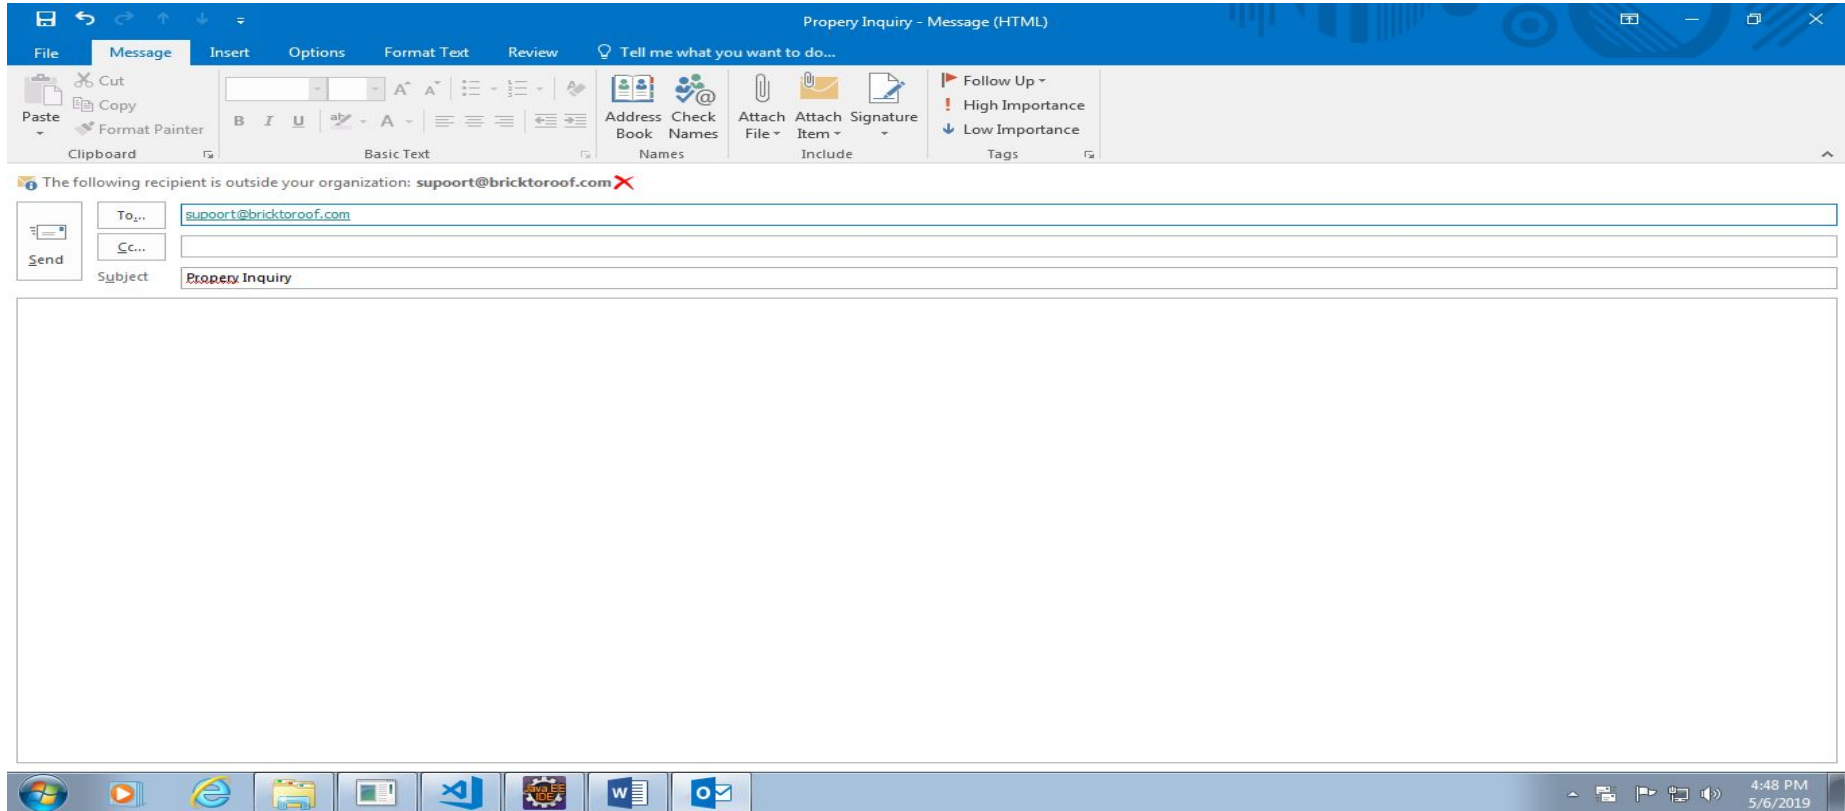 Propery Inquiry - Message (HTML)
File Message Insert Options Format Text Review Tell me what you want to do...
Paste
Cut
Copy
Format Painter
Clipboard
A A
B I U A
Basic Text
Address Book
Check Names
Names
Attach File
Attach Item
Signature
Include
Follow Up
High Importance
Low Importance
Tags
The following recipient is outside your organization: supoort@bricktoroof.com
Send
To... supoort@bricktoroof.com
Cc...
Subject Propery Inquiry
Java EE
IDE
W
O
4:48 PM
5/6/2019